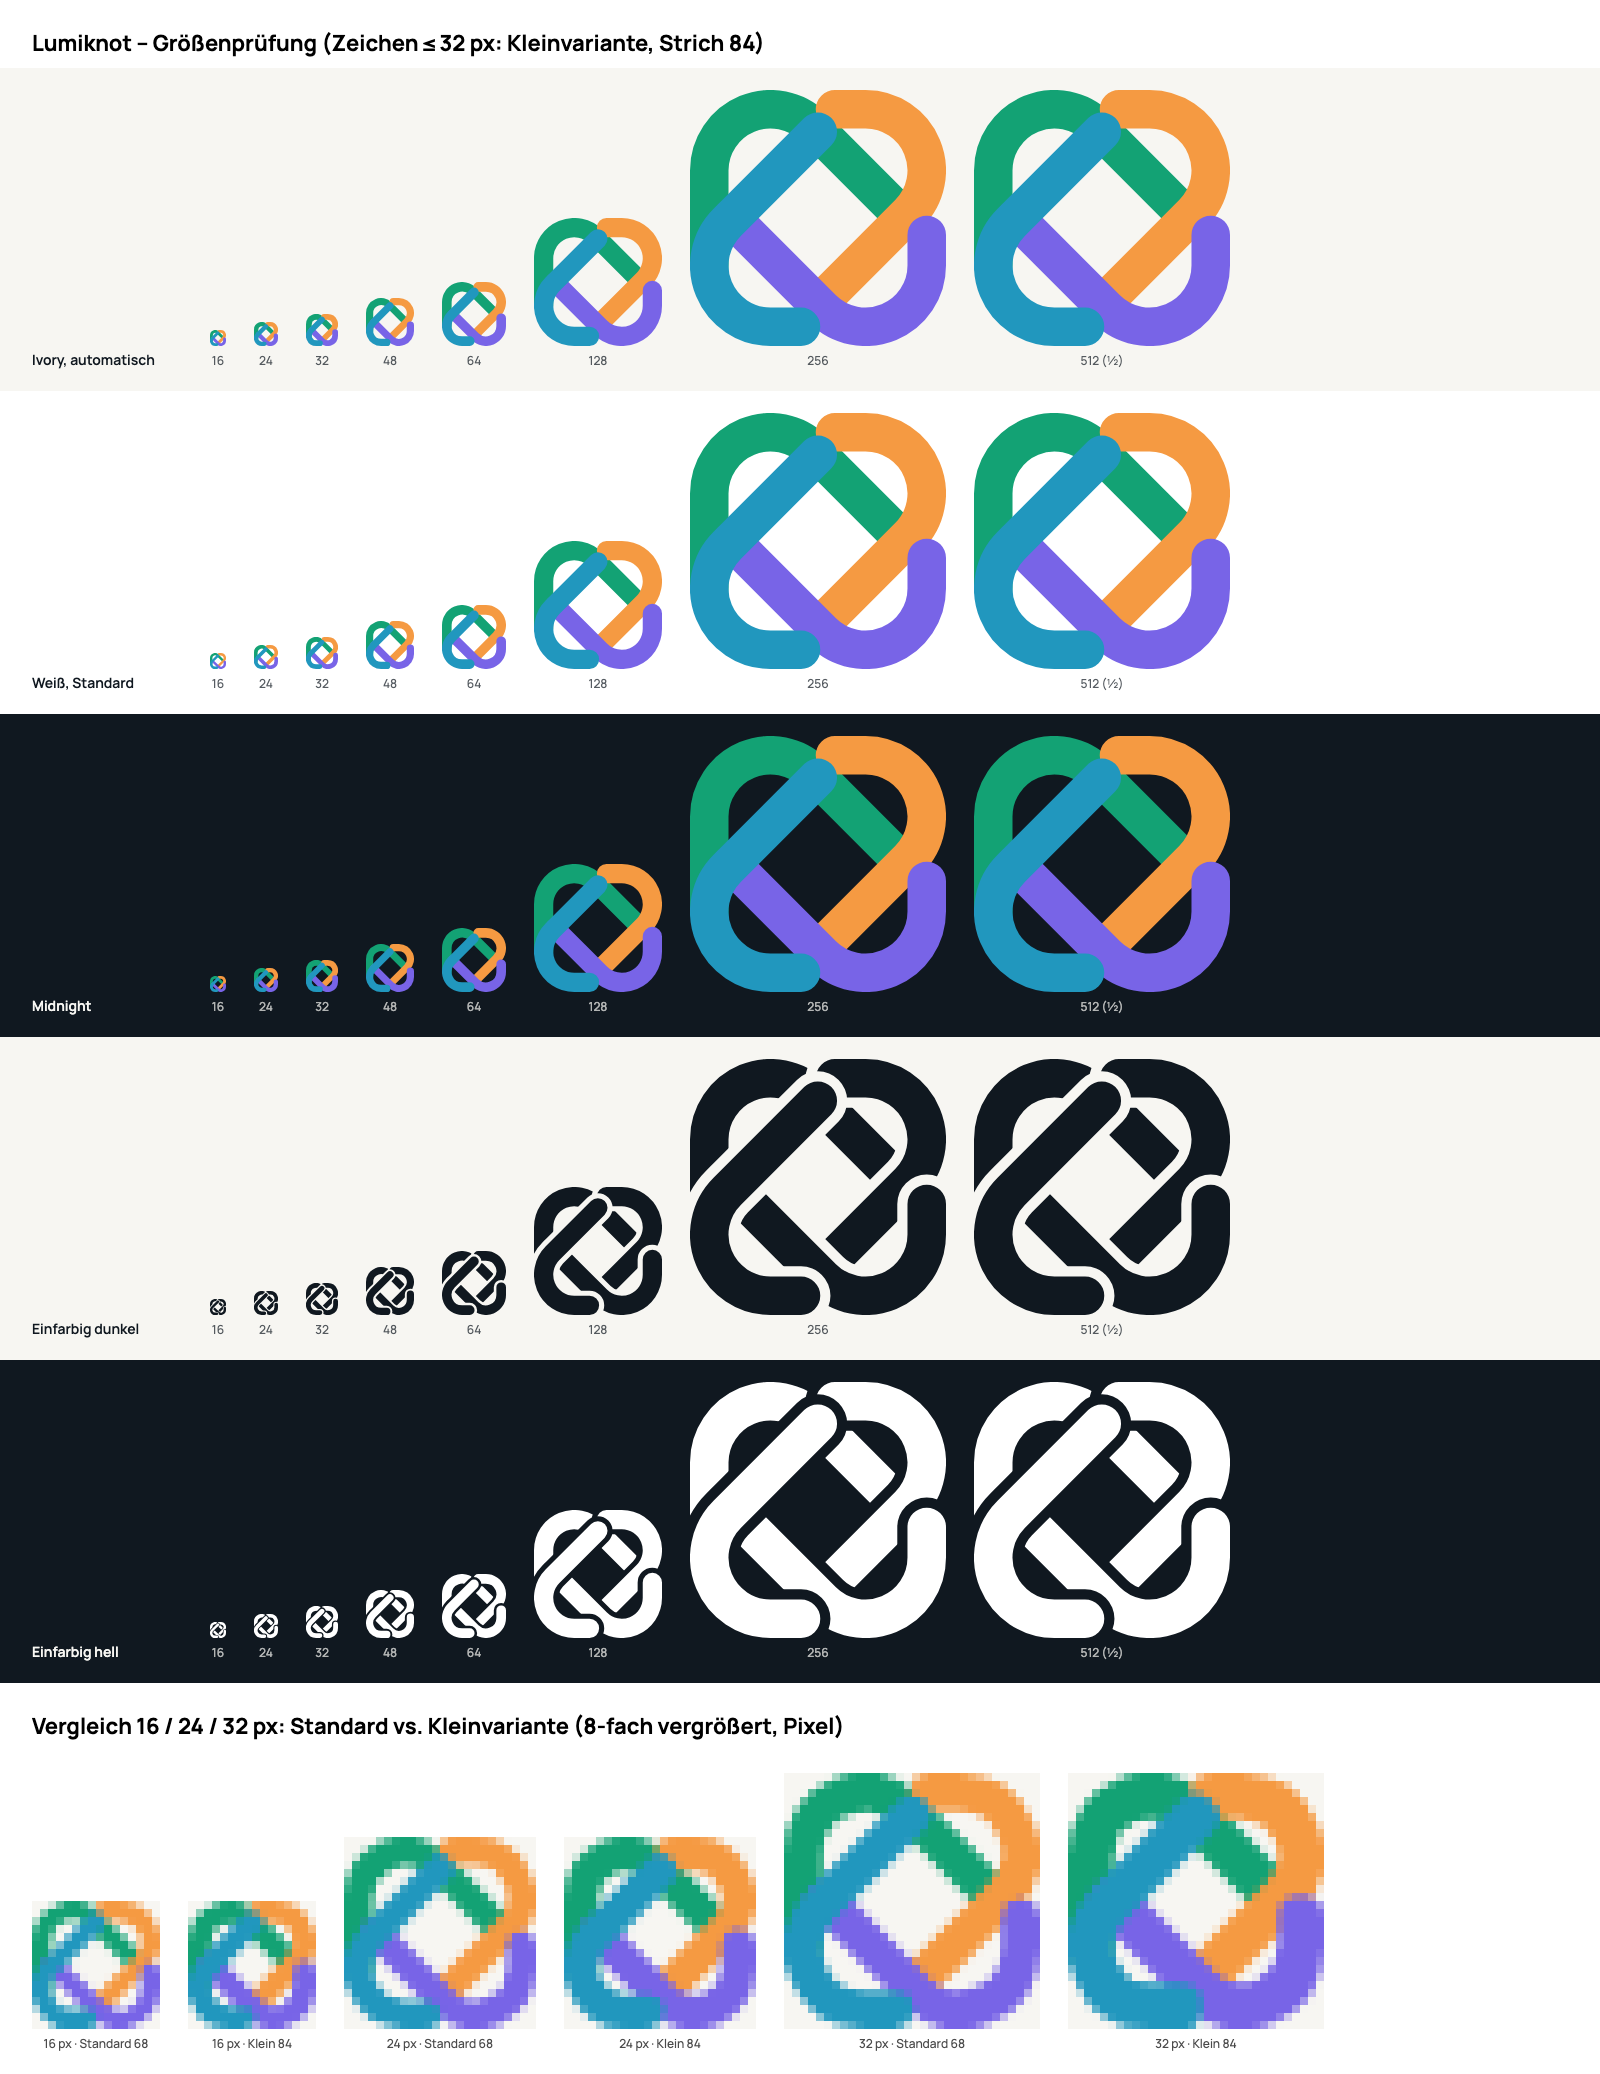 Lumiknot – Größenprüfung (Zeichen ≤ 32 px: Kleinvariante, Strich 84)
Ivory, automatisch 16 24 32 48 64 128 256 512 (½)
Weiß, Standard 16 24 32 48 64 128 256 512 (½)
Midnight 16 24 32 48 64 128 256 512 (½)
Einfarbig dunkel 16 24 32 48 64 128 256 512 (½)
Einfarbig hell 16 24 32 48 64 128 256 512 (½)
Vergleich 16 / 24 / 32 px: Standard vs. Kleinvariante (8-fach vergrößert, Pixel)
16 px · Standard 68 16 px · Klein 84 24 px · Standard 68 24 px · Klein 84 32 px · Standard 68 32 px · Klein 84